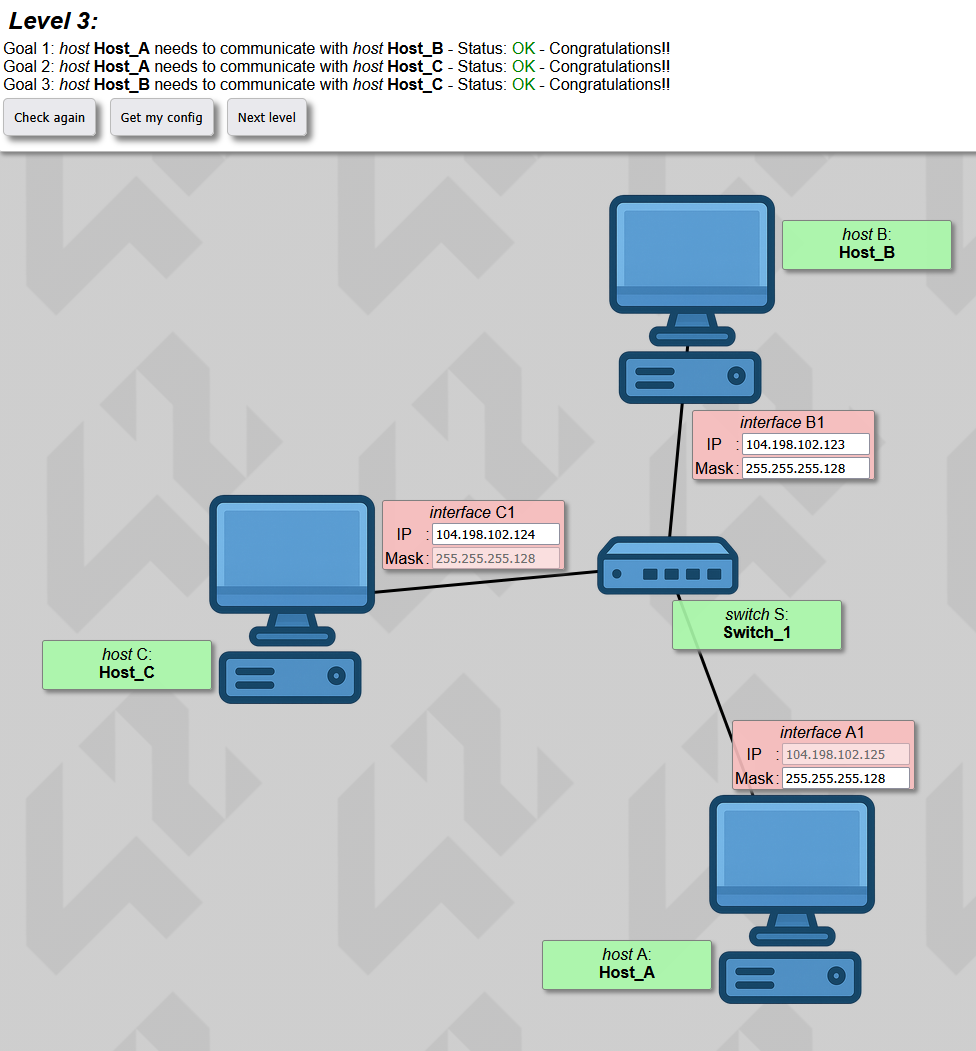 Level 3:
Goal 1: host Host_A needs to communicate with host Host_B - Status: OK - Congratulations!!
Goal 2: host Host_A needs to communicate with host Host_C - Status: OK - Congratulations!!
Goal 3: host Host_B needs to communicate with host Host_C - Status: OK - Congratulations!!
Check again Get my config Next level
host B:
Host_B
interface B1
IP : 104.198.102.123
Mask: 255.255.255.128
interface C1
IP : 104.198.102.124
Mask: 255.255.255.128
switch S:
Switch_1
host C:
Host_C
interface A1
IP : 104.198.102.125
Mask: 255.255.255.128
host A:
Host_A